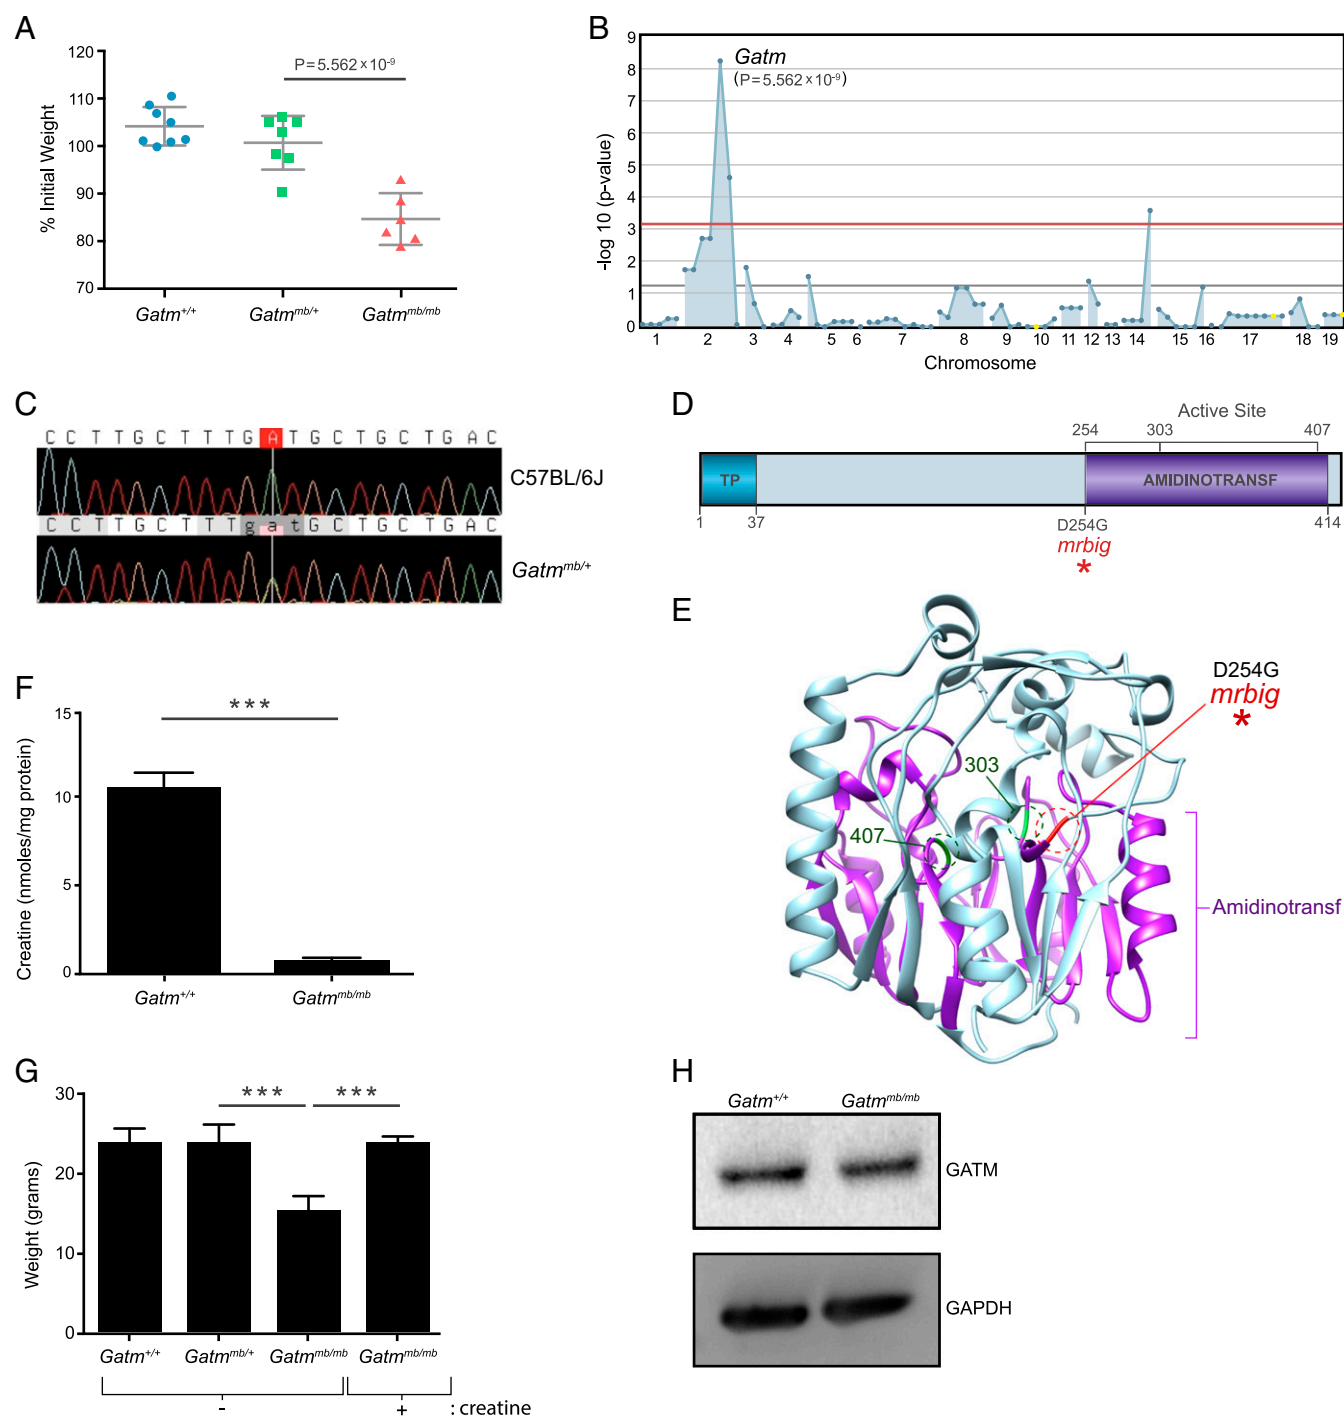 A
120
110
100
90
80
70
% Initial Weight
P=5.562x10-9
Gatm+/+
Gatmmb/+
Gatmmb/mb
B
9
8
7
6
5
4
3
2
1
0
-log 10 (p-value)
Gatm
(P=5.562x10-9)
1 2 3 4 5 6 7 8 9 10 11 12 13 14 15 16 17 18 19
Chromosome
C
C C T T G C T T T G A T G C T G C T G A C
C57BL/6J
C C T T G C T T T g a t G C T G C T G A C
Gatmmb/+
D
Active Site
254 303 407
TP
AMIDINOTRANSF
1 37 D254G 414
mrbig
*
E
D254G
mrbig
*
303
407
Amidinotransf
F
15
10
5
0
Creatine (nmoles/mg protein)
***
Gatm+/+
Gatmmb/mb
G
30
20
10
0
Weight (grams)
*** ***
Gatm+/+ Gatmmb/+ Gatmmb/mb Gatmmb/mb
- + : creatine
H
Gatm+/+ Gatmmb/mb
GATM
GAPDH